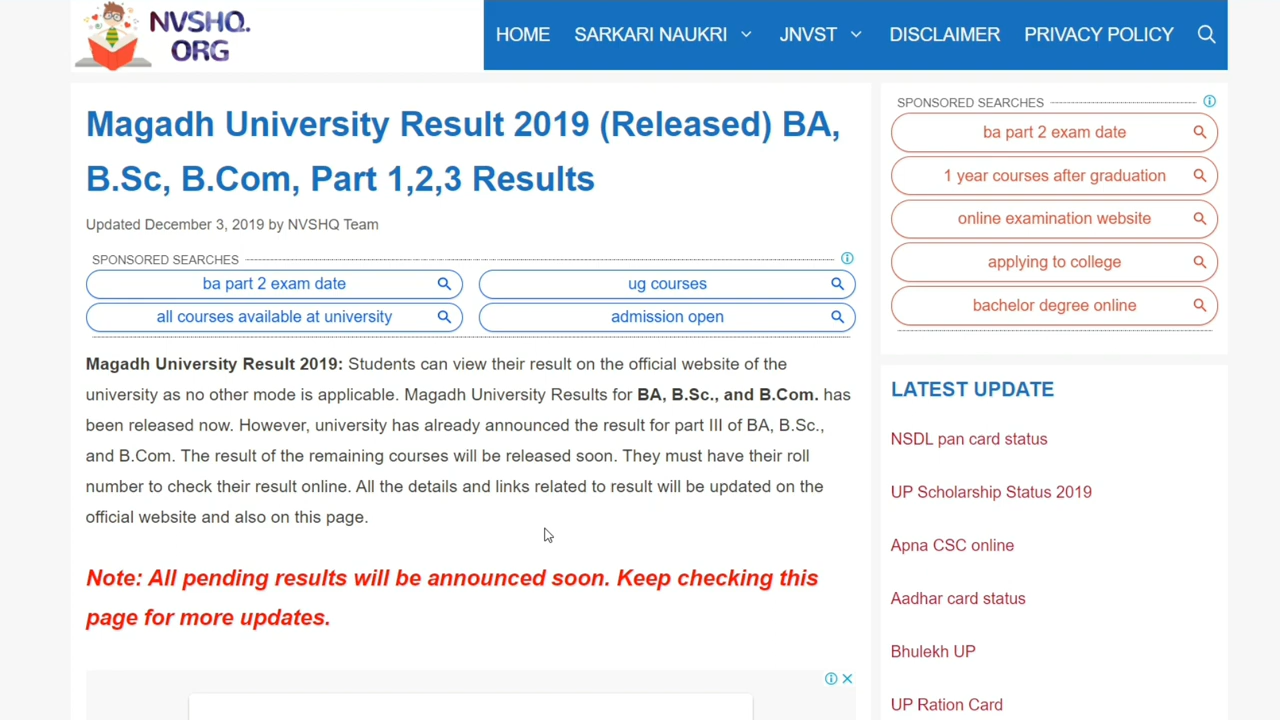 NVSHQ.
ORG
HOME
SARKARI NAUKRI
JNVST
DISCLAIMER
PRIVACY POLICY
Magadh University Result 2019 (Released) BA,
B.Sc, B.Com, Part 1,2,3 Results
Updated December 3, 2019 by NVSHQ Team
SPONSORED SEARCHES
ba part 2 exam date
ug courses
all courses available at university
admission open
Magadh University Result 2019: Students can view their result on the official website of the
university as no other mode is applicable. Magadh University Results for BA, B.Sc., and B.Com. has
been released now. However, university has already announced the result for part III of BA, B.Sc.,
and B.Com. The result of the remaining courses will be released soon. They must have their roll
number to check their result online. All the details and links related to result will be updated on the
official website and also on this page.
Note: All pending results will be announced soon. Keep checking this
page for more updates.
SPONSORED SEARCHES
ba part 2 exam date
1 year courses after graduation
online examination website
applying to college
bachelor degree online
LATEST UPDATE
NSDL pan card status
UP Scholarship Status 2019
Apna CSC online
Aadhar card status
Bhulekh UP
UP Ration Card